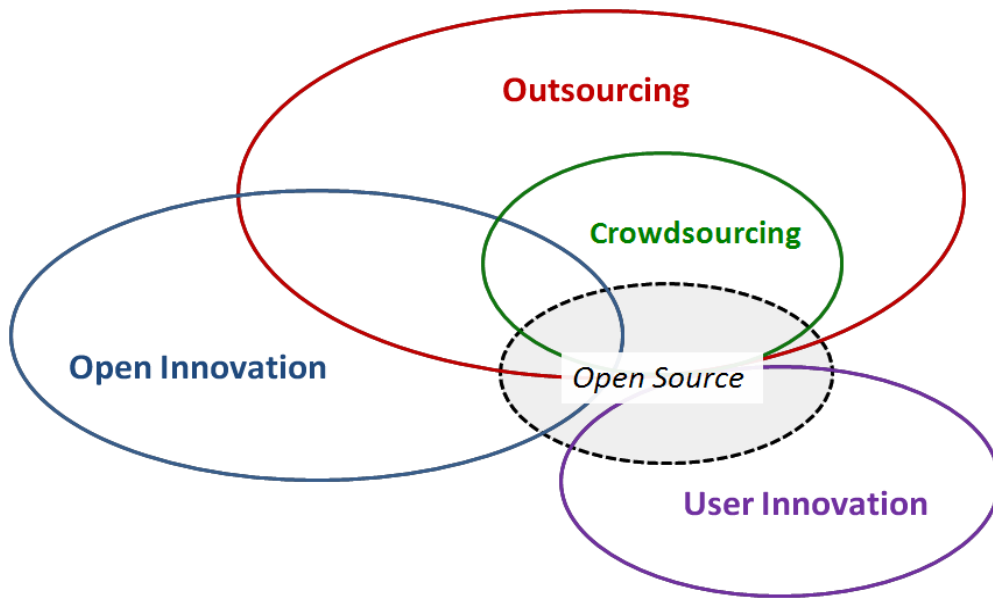 Outsourcing
Crowdsourcing
Open Innovation
Open Source
User Innovation